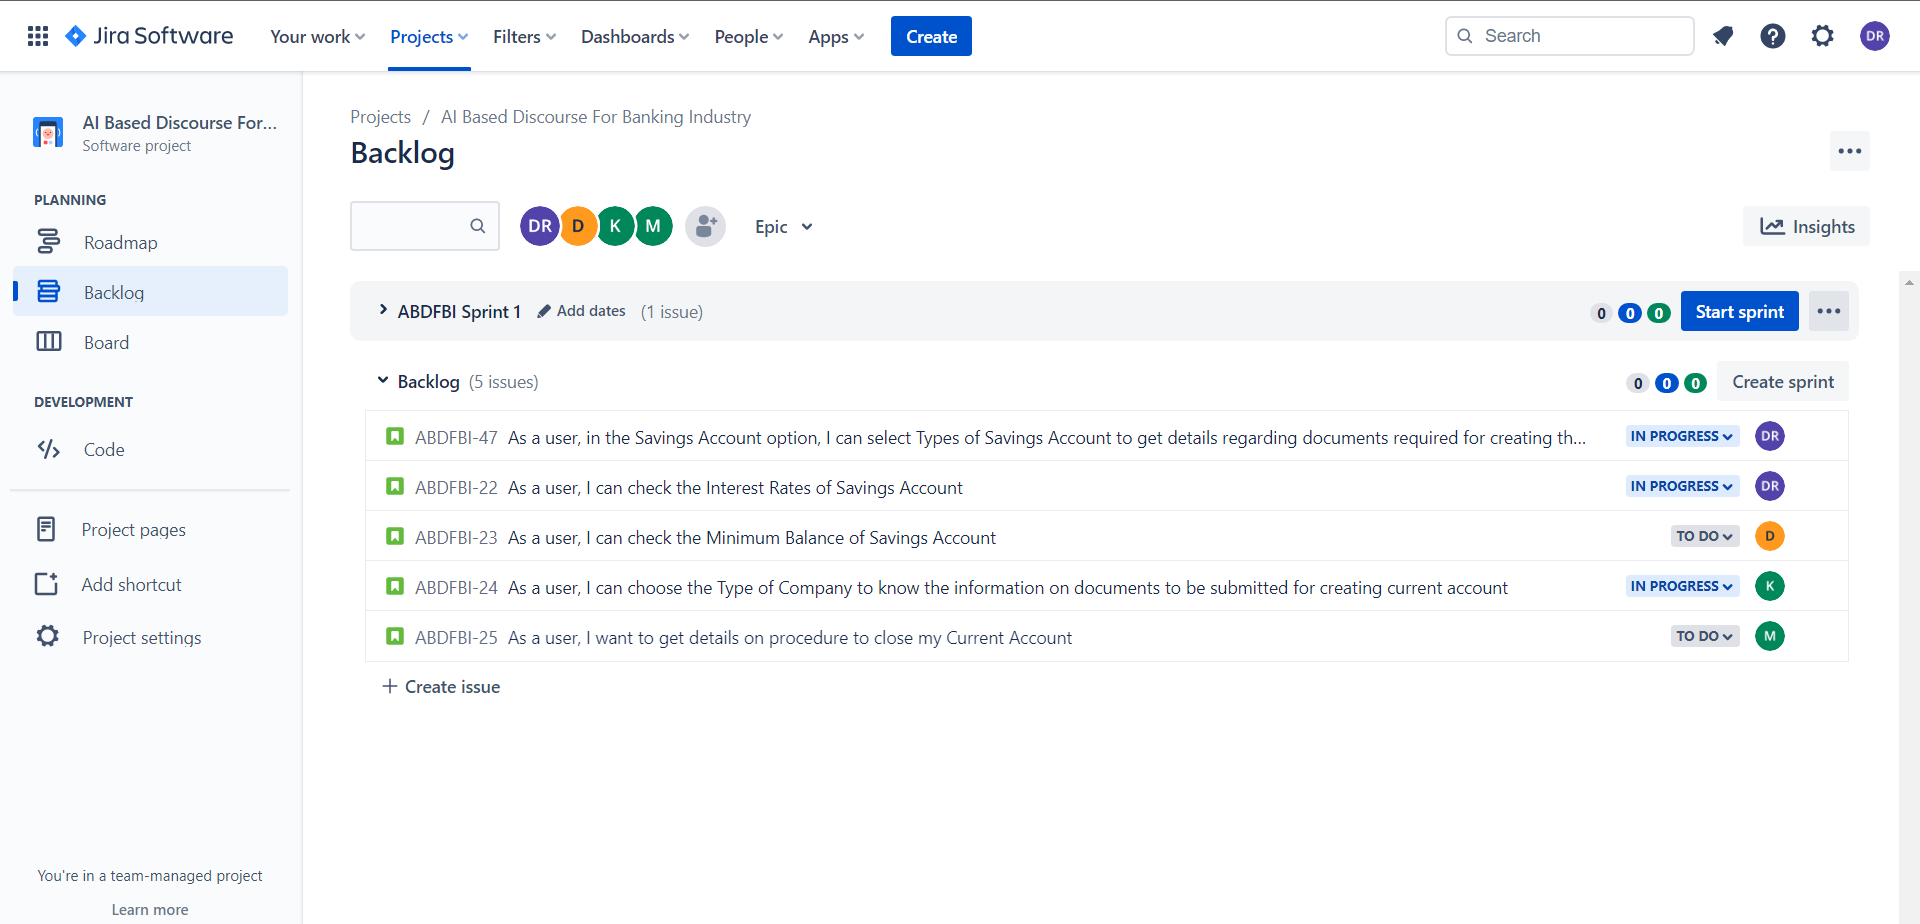 Jira Software Your work Projects Filters Dashboards People Apps Create Search DR
AI Based Discourse For...
Software project
PLANNING
Roadmap
Backlog
Board
DEVELOPMENT
Code
Project pages
Add shortcut
Project settings
You're in a team-managed project
Learn more
Projects / AI Based Discourse For Banking Industry
Backlog
DR D K M Epic Insights
ABDFBI Sprint 1 Add dates (1 issue) 0 0 0 Start sprint
Backlog (5 issues) 0 0 0 Create sprint
ABDFBI-47 As a user, in the Savings Account option, I can select Types of Savings Account to get details regarding documents required for creating th... IN PROGRESS DR
ABDFBI-22 As a user, I can check the Interest Rates of Savings Account IN PROGRESS DR
ABDFBI-23 As a user, I can check the Minimum Balance of Savings Account TO DO D
ABDFBI-24 As a user, I can choose the Type of Company to know the information on documents to be submitted for creating current account IN PROGRESS K
ABDFBI-25 As a user, I want to get details on procedure to close my Current Account TO DO M
Create issue